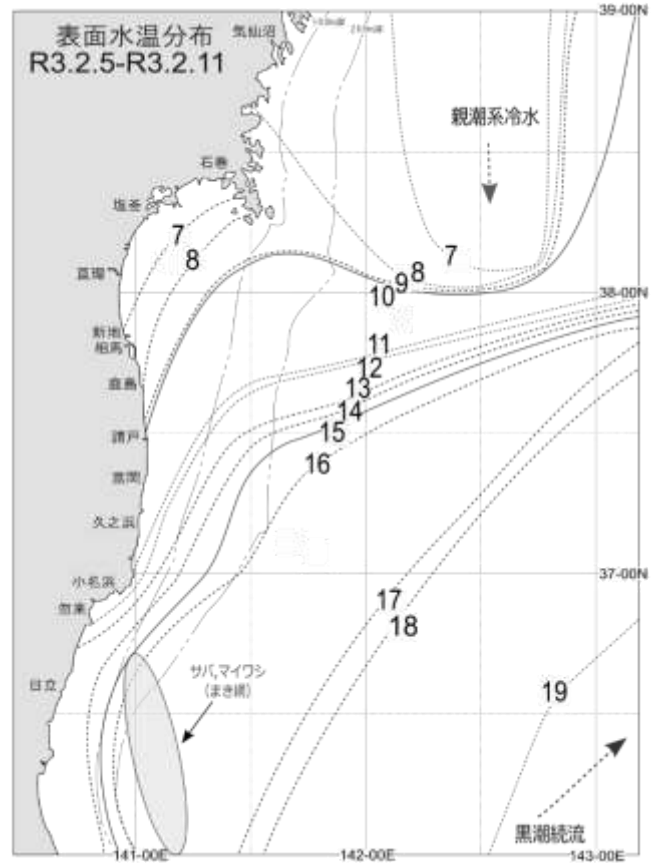 表面水温分布
R3.2.5-R3.2.11
気仙沼
39-00N
親潮系冷水
石巻
塩釜
7
8
7
8
9
10
亘理
38-00N
新地
相馬
鹿島
11
12
13
14
15
16
請戸
富岡
久之浜
小名浜
勿来
37-00N
17
18
日立
サバ,マイワシ
(まき網)
19
黒潮続流
141-00E
142-00E
143-00E